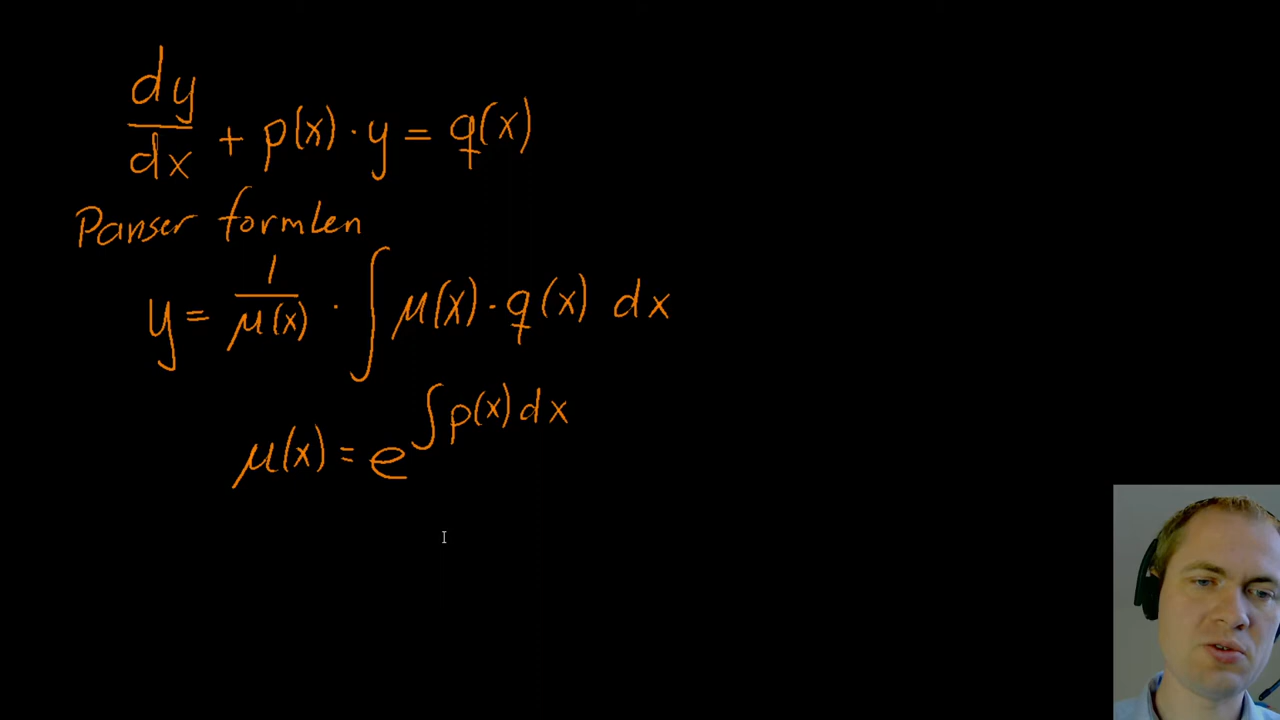 dy/dx + p(x) · y = q(x)
Panser formlen
y = 1/μ(x) · ∫ μ(x) · q(x) dx
μ(x) = e^∫p(x)dx